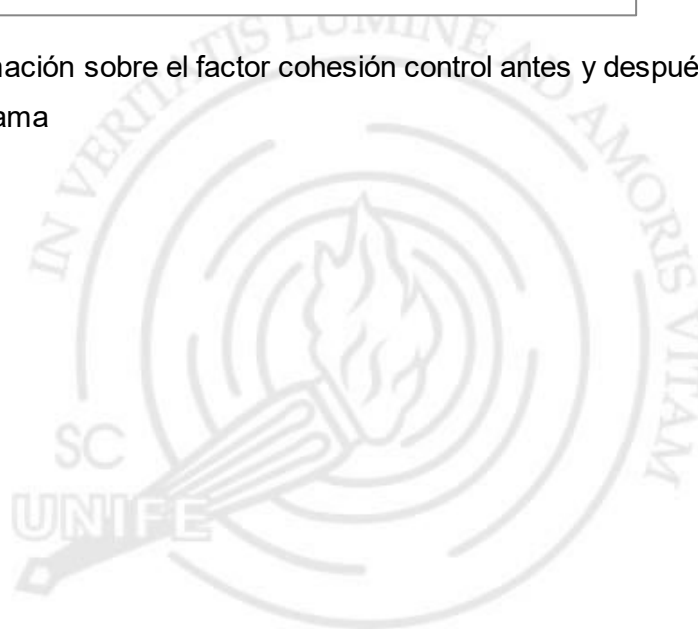 nación sobre el factor cohesión control antes y despué
ama
IN VERITATIS LUMINE AD AMORIS VITAM
SC
UNIFE